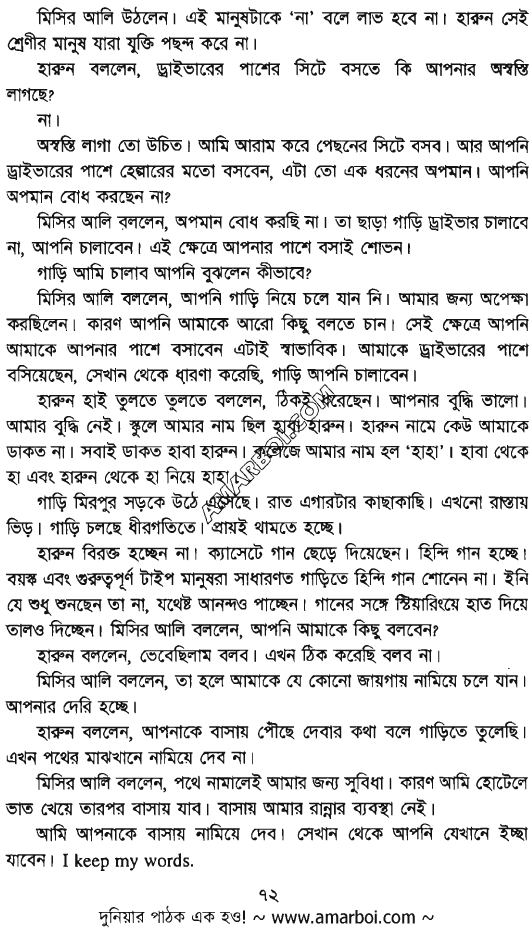 মিসির আলি উঠলেন। এই মানুষটাকে ‘না’ বলে লাভ হবে না। হারুন সেই
শ্রেণীর মানুষ যারা যুক্তি পছন্দ করে না।
হারুন বললেন, ড্রাইভারের পাশের সিটে বসতে কি আপনার অস্বস্তি
লাগছে?
না।
অস্বস্তি লাগা তো উচিত। আমি আরাম করে পেছনের সিটে বসব। আর আপনি
ড্রাইভারের পাশে হেল্পারের মতো বসবেন, এটা তো এক ধরনের অপমান। আপনি
অপমান বোধ করছেন না?
মিসির আলি বললেন, অপমান বোধ করছি না। তা ছাড়া গাড়ি ড্রাইভার চালাবে
না, আপনি চালাবেন। এই ক্ষেত্রে আপনার পাশে বসাই শোভন।
গাড়ি আমি চালাব আপনি বুঝলেন কীভাবে?
মিসির আলি বললেন, আপনি গাড়ি নিয়ে চলে যান নি। আমার জন্য অপেক্ষা
করছিলেন। কারণ আপনি আমাকে আরো কিছু বলতে চান। সেই ক্ষেত্রে আপনি
আমাকে আপনার পাশে বসাবেন এটাই স্বাভাবিক। আমাকে ড্রাইভারের পাশে
বসিয়েছেন, সেখান থেকে ধারণা করেছি, গাড়ি আপনি চালাবেন।
হারুন হাই তুলতে তুলতে বললেন, ঠিকই ধরেছেন। আপনার বুদ্ধি ভালো।
আমার বুদ্ধি নেই। স্কুলে আমার নাম ছিল হাবা হারুন। হারুন নামে কেউ আমাকে
ডাকত না। সবাই ডাকত হাবা হারুন। কলেজে আমার নাম হল ‘হাহা’। হাবা থেকে
হা এবং হারুন থেকে হা নিয়ে হাহা।
গাড়ি মিরপুর সড়কে উঠে এসেছে। রাত এগারটার কাছাকাছি। এখনো রাস্তায়
ভিড়। গাড়ি চলছে ধীরগতিতে। প্রায়ই থামতে হচ্ছে।
হারুন বিরক্ত হচ্ছেন না। ক্যাসেটে গান ছেড়ে দিয়েছেন। হিন্দি গান হচ্ছে।
বয়স্ক এবং গুরুত্বপূর্ণ টাইপ মানুষরা সাধারণত গাড়িতে হিন্দি গান শোনেন না। ইনি
যে শুধু শুনছেন তা না, যথেষ্ট আনন্দও পাচ্ছেন। গানের সঙ্গে স্টিয়ারিংয়ে হাত দিয়ে
তালও দিচ্ছেন। মিসির আলি বললেন, আপনি আমাকে কিছু বলবেন?
হারুন বললেন, ভেবেছিলাম বলব। এখন ঠিক করেছি বলব না।
মিসির আলি বললেন, তা হলে আমাকে যে কোনো জায়গায় নামিয়ে চলে যান।
আপনার দেরি হচ্ছে।
হারুন বললেন, আপনাকে বাসায় পৌঁছে দেবার কথা বলে গাড়িতে তুলেছি।
এখন পথের মাঝখানে নামিয়ে দেব না।
মিসির আলি বললেন, পথে নামালেই আমার জন্য সুবিধা। কারণ আমি হোটেলে
ভাত খেয়ে তারপর বাসায় যাব। বাসায় আমার রান্নার ব্যবস্থা নেই।
আমি আপনাকে বাসায় নামিয়ে দেব। সেখান থেকে আপনি যেখানে ইচ্ছা
যাবেন। I keep my words.
৭২
দুনিয়ার পাঠক এক হও! ~ www.amarboi.com ~
AMARBOI.COM